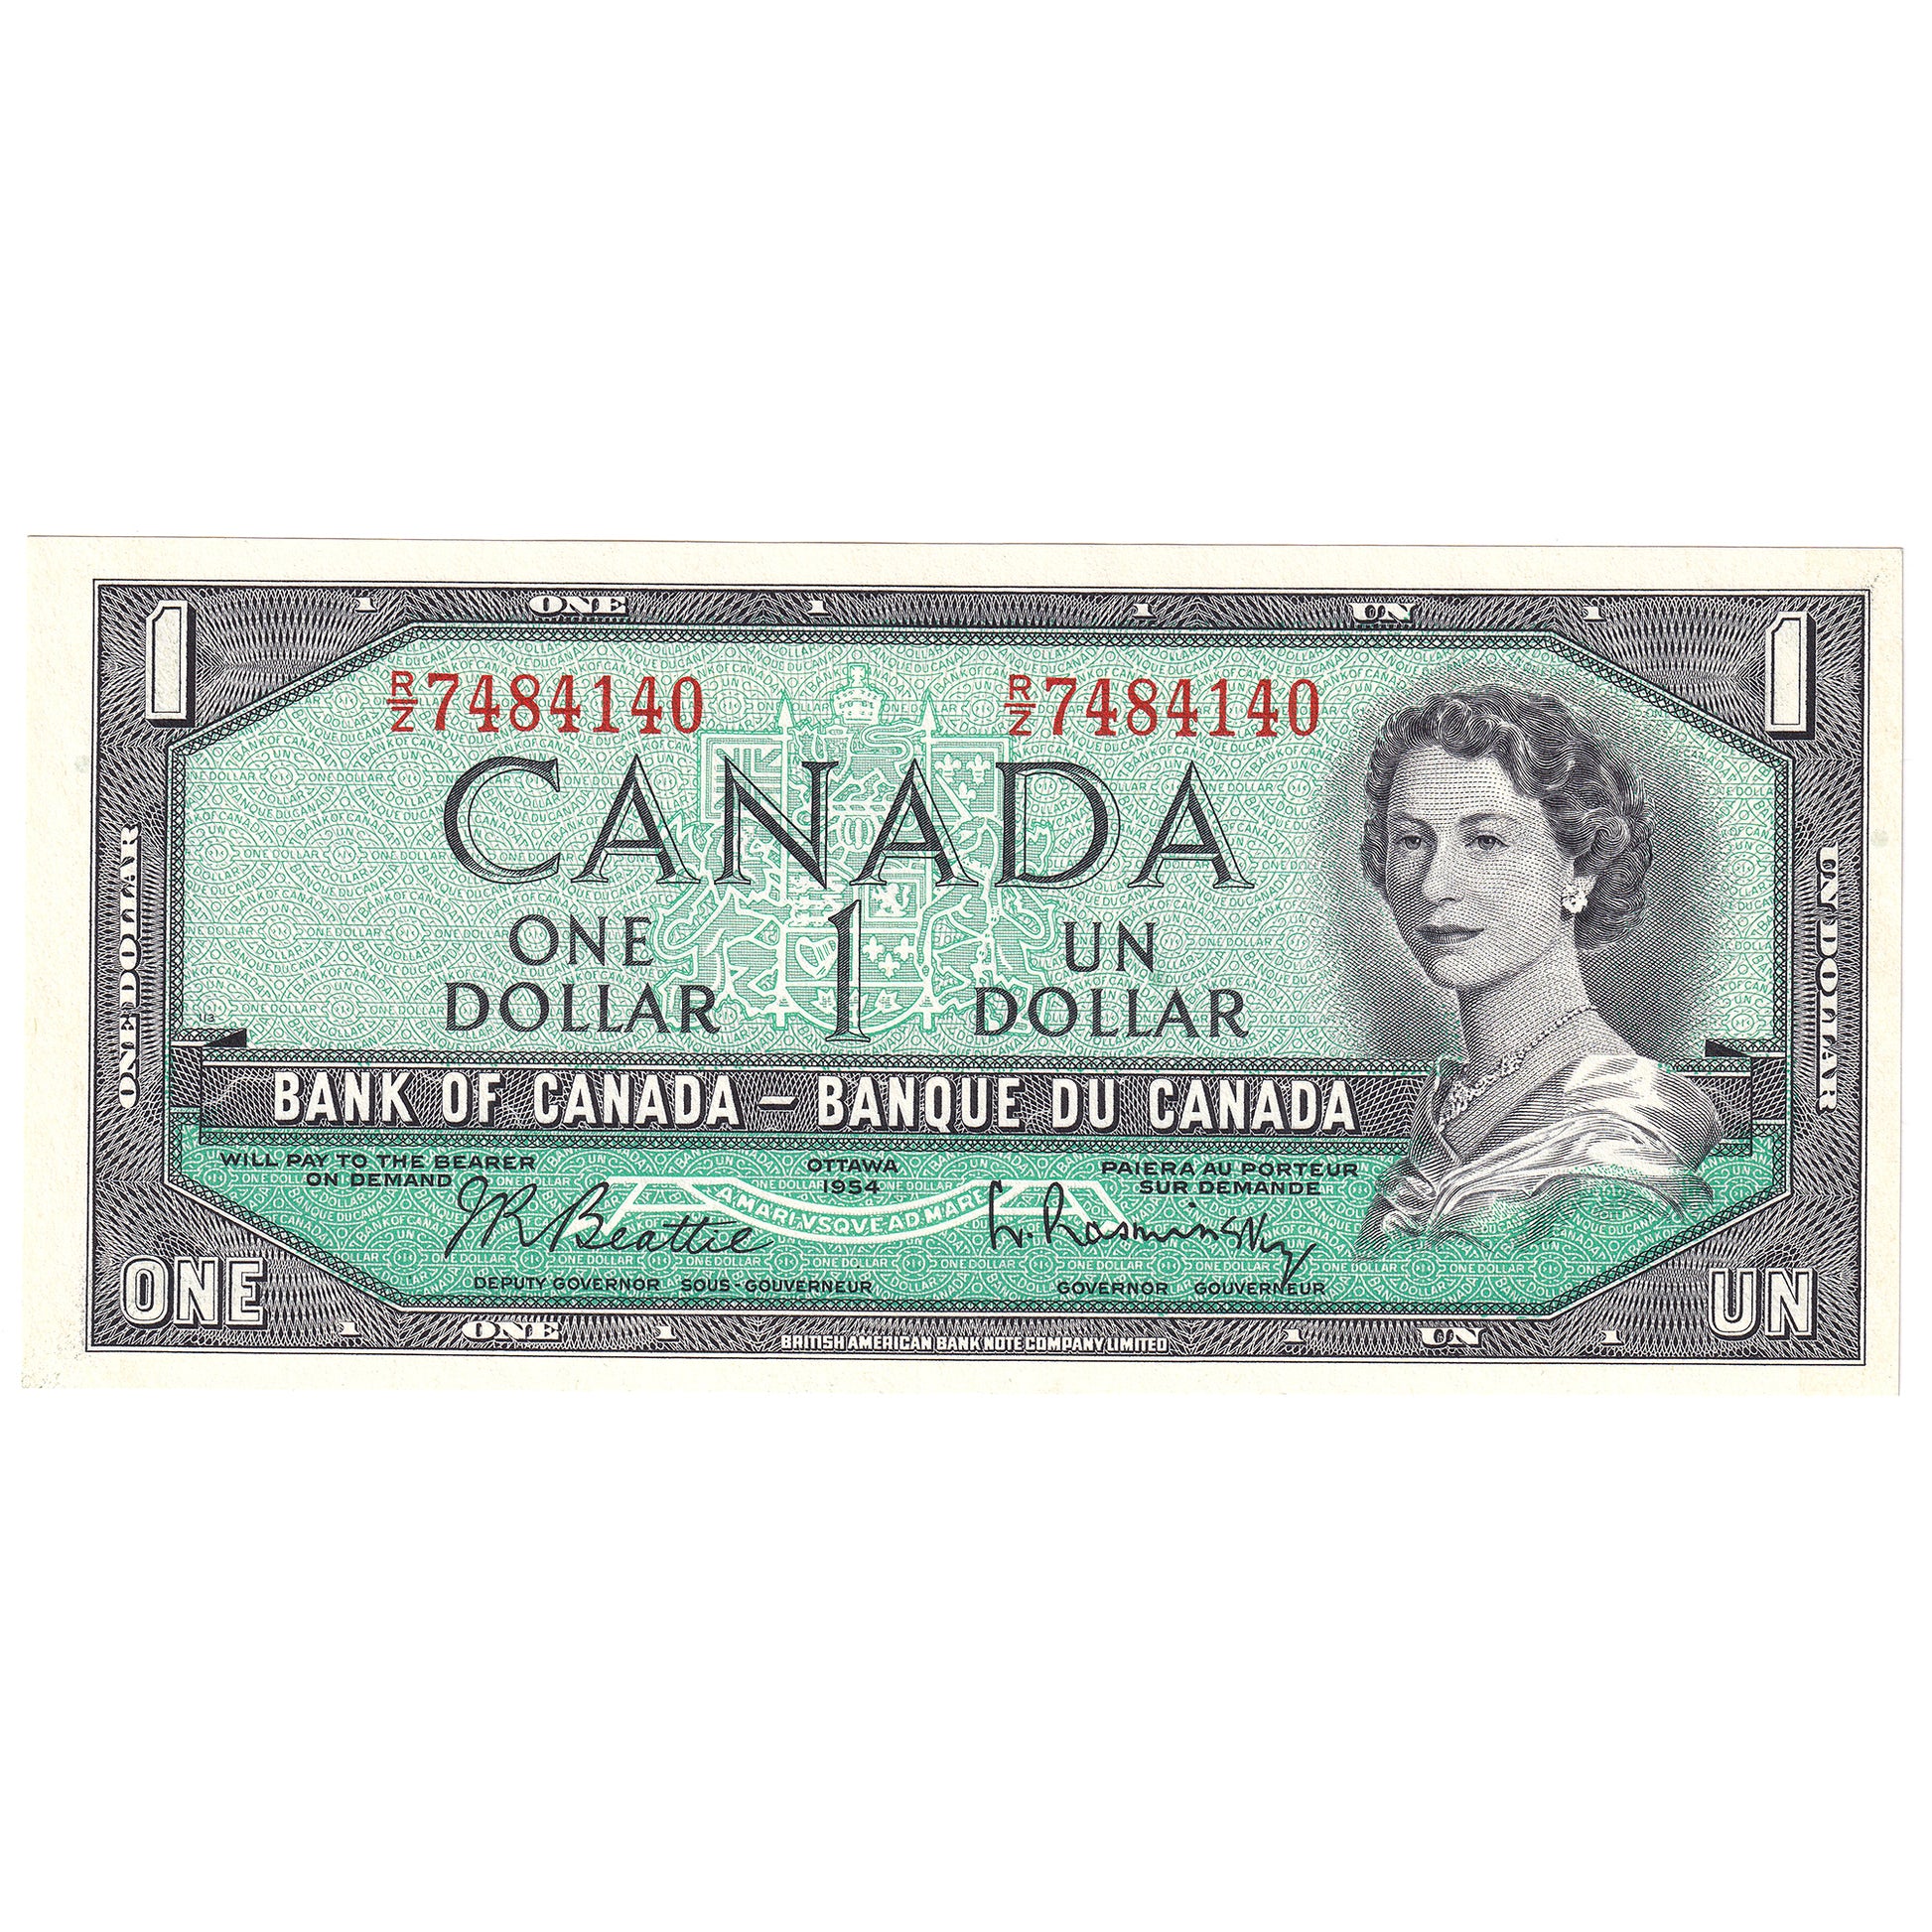 1 1 ONE 1 1 UN 1 1
R/Z 7484140 R/Z 7484140
CANADA
ONE 1 UN
DOLLAR DOLLAR
ONE DOLLAR
UN DOLLAR
BANK OF CANADA – BANQUE DU CANADA
WILL PAY TO THE BEARER
ON DEMAND
OTTAWA
1954
PAIERA AU PORTEUR
SUR DEMANDE
A·MARI·VSQVE·AD·MARE
J R Beattie
L. Rasminsky
DEPUTY GOVERNOR SOUS-GOUVERNEUR
GOVERNOR GOUVERNEUR
ONE
UN
1 ONE 1
BRITISH AMERICAN BANK NOTE COMPANY LIMITED
1 UN 1